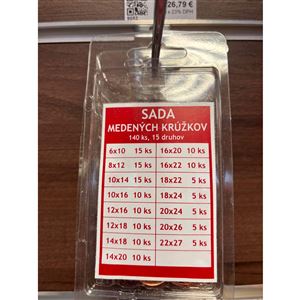 26,79 €
s 23% DPH
SADA
MEDENÝCH KRÚŽKOV
140 ks, 15 druhov
6x10 15 ks 16x20 10 ks
8x12 15 ks 16x22 10 ks
10x14 15 ks 18x22 5 ks
10x16 10 ks 18x24 5 ks
12x16 10 ks 20x24 5 ks
12x18 10 ks 20x26 5 ks
14x18 10 ks 22x27 5 ks
14x20 10 ks